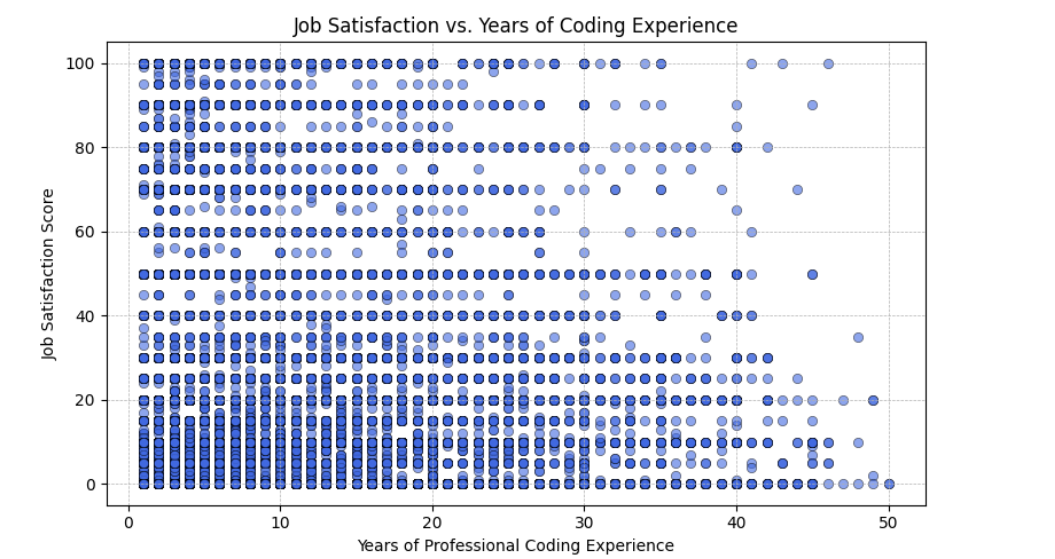 Job Satisfaction vs. Years of Coding Experience
100
80
60
40
20
0
Job Satisfaction Score
0 10 20 30 40 50
Years of Professional Coding Experience